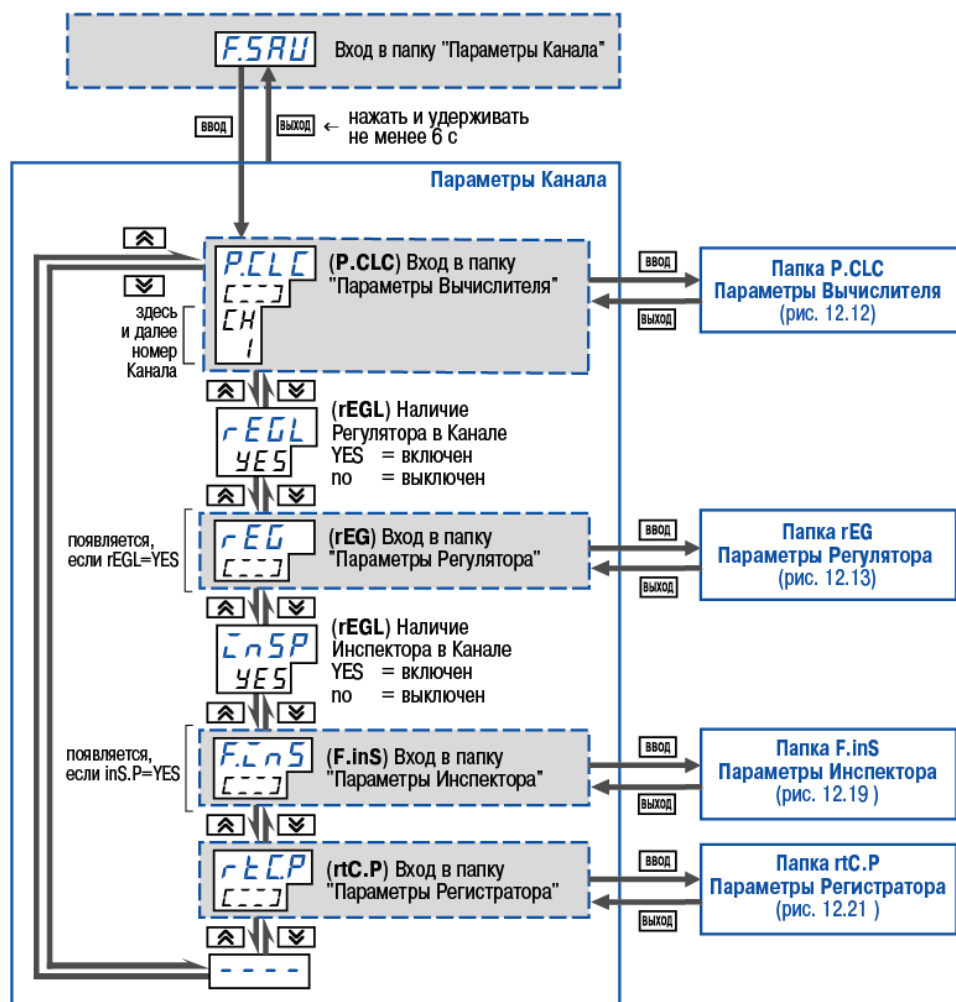 F.SAU
Вход в папку "Параметры Канала"
ВВОД
ВЫХОД
← нажать и удерживать
не менее 6 с
Параметры Канала
P.CLC
[---]
CH
1
здесь
и далее
номер
Канала
(P.CLC) Вход в папку
"Параметры Вычислителя"
ВВОД
ВЫХОД
Папка P.CLC
Параметры Вычислителя
(рис. 12.12)
rEGL
YES
(rEGL) Наличие
Регулятора в Канале
YES = включен
no = выключен
появляется,
если rEGL=YES
rEG
[---]
(rEG) Вход в папку
"Параметры Регулятора"
ВВОД
ВЫХОД
Папка rEG
Параметры Регулятора
(рис. 12.13)
inSP
YES
(rEGL) Наличие
Инспектора в Канале
YES = включен
no = выключен
появляется,
если inS.P=YES
F.inS
[---]
(F.inS) Вход в папку
"Параметры Инспектора"
ВВОД
ВЫХОД
Папка F.inS
Параметры Инспектора
(рис. 12.19 )
rtC.P
[---]
(rtC.P) Вход в папку
"Параметры Регистратора"
ВВОД
ВЫХОД
Папка rtC.P
Параметры Регистратора
(рис. 12.21 )
----